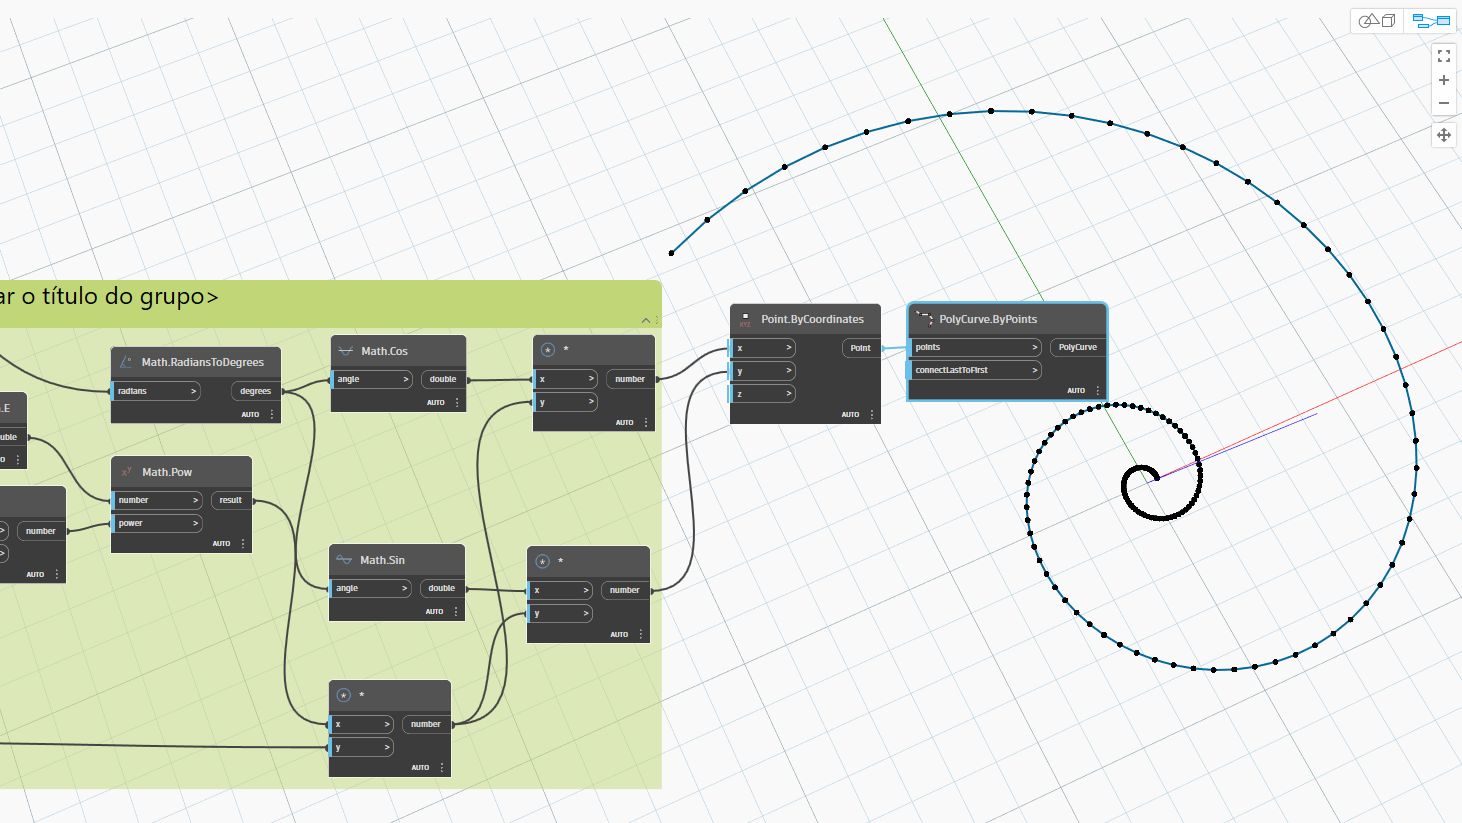 ar o título do grupo>
Math.RadiansToDegrees
radians >
degrees
AUTO
Math.Cos
angle >
double
AUTO
*
x >
number
y >
AUTO
Point.ByCoordinates
x >
Point
y >
z >
AUTO
PolyCurve.ByPoints
points >
PolyCurve
connectLastToFirst >
AUTO
.E
uble
O
Math.Pow
number >
result
power >
AUTO
>
number
>
AUTO
Math.Sin
angle >
double
AUTO
*
x >
number
y >
AUTO
*
x >
number
y >
AUTO